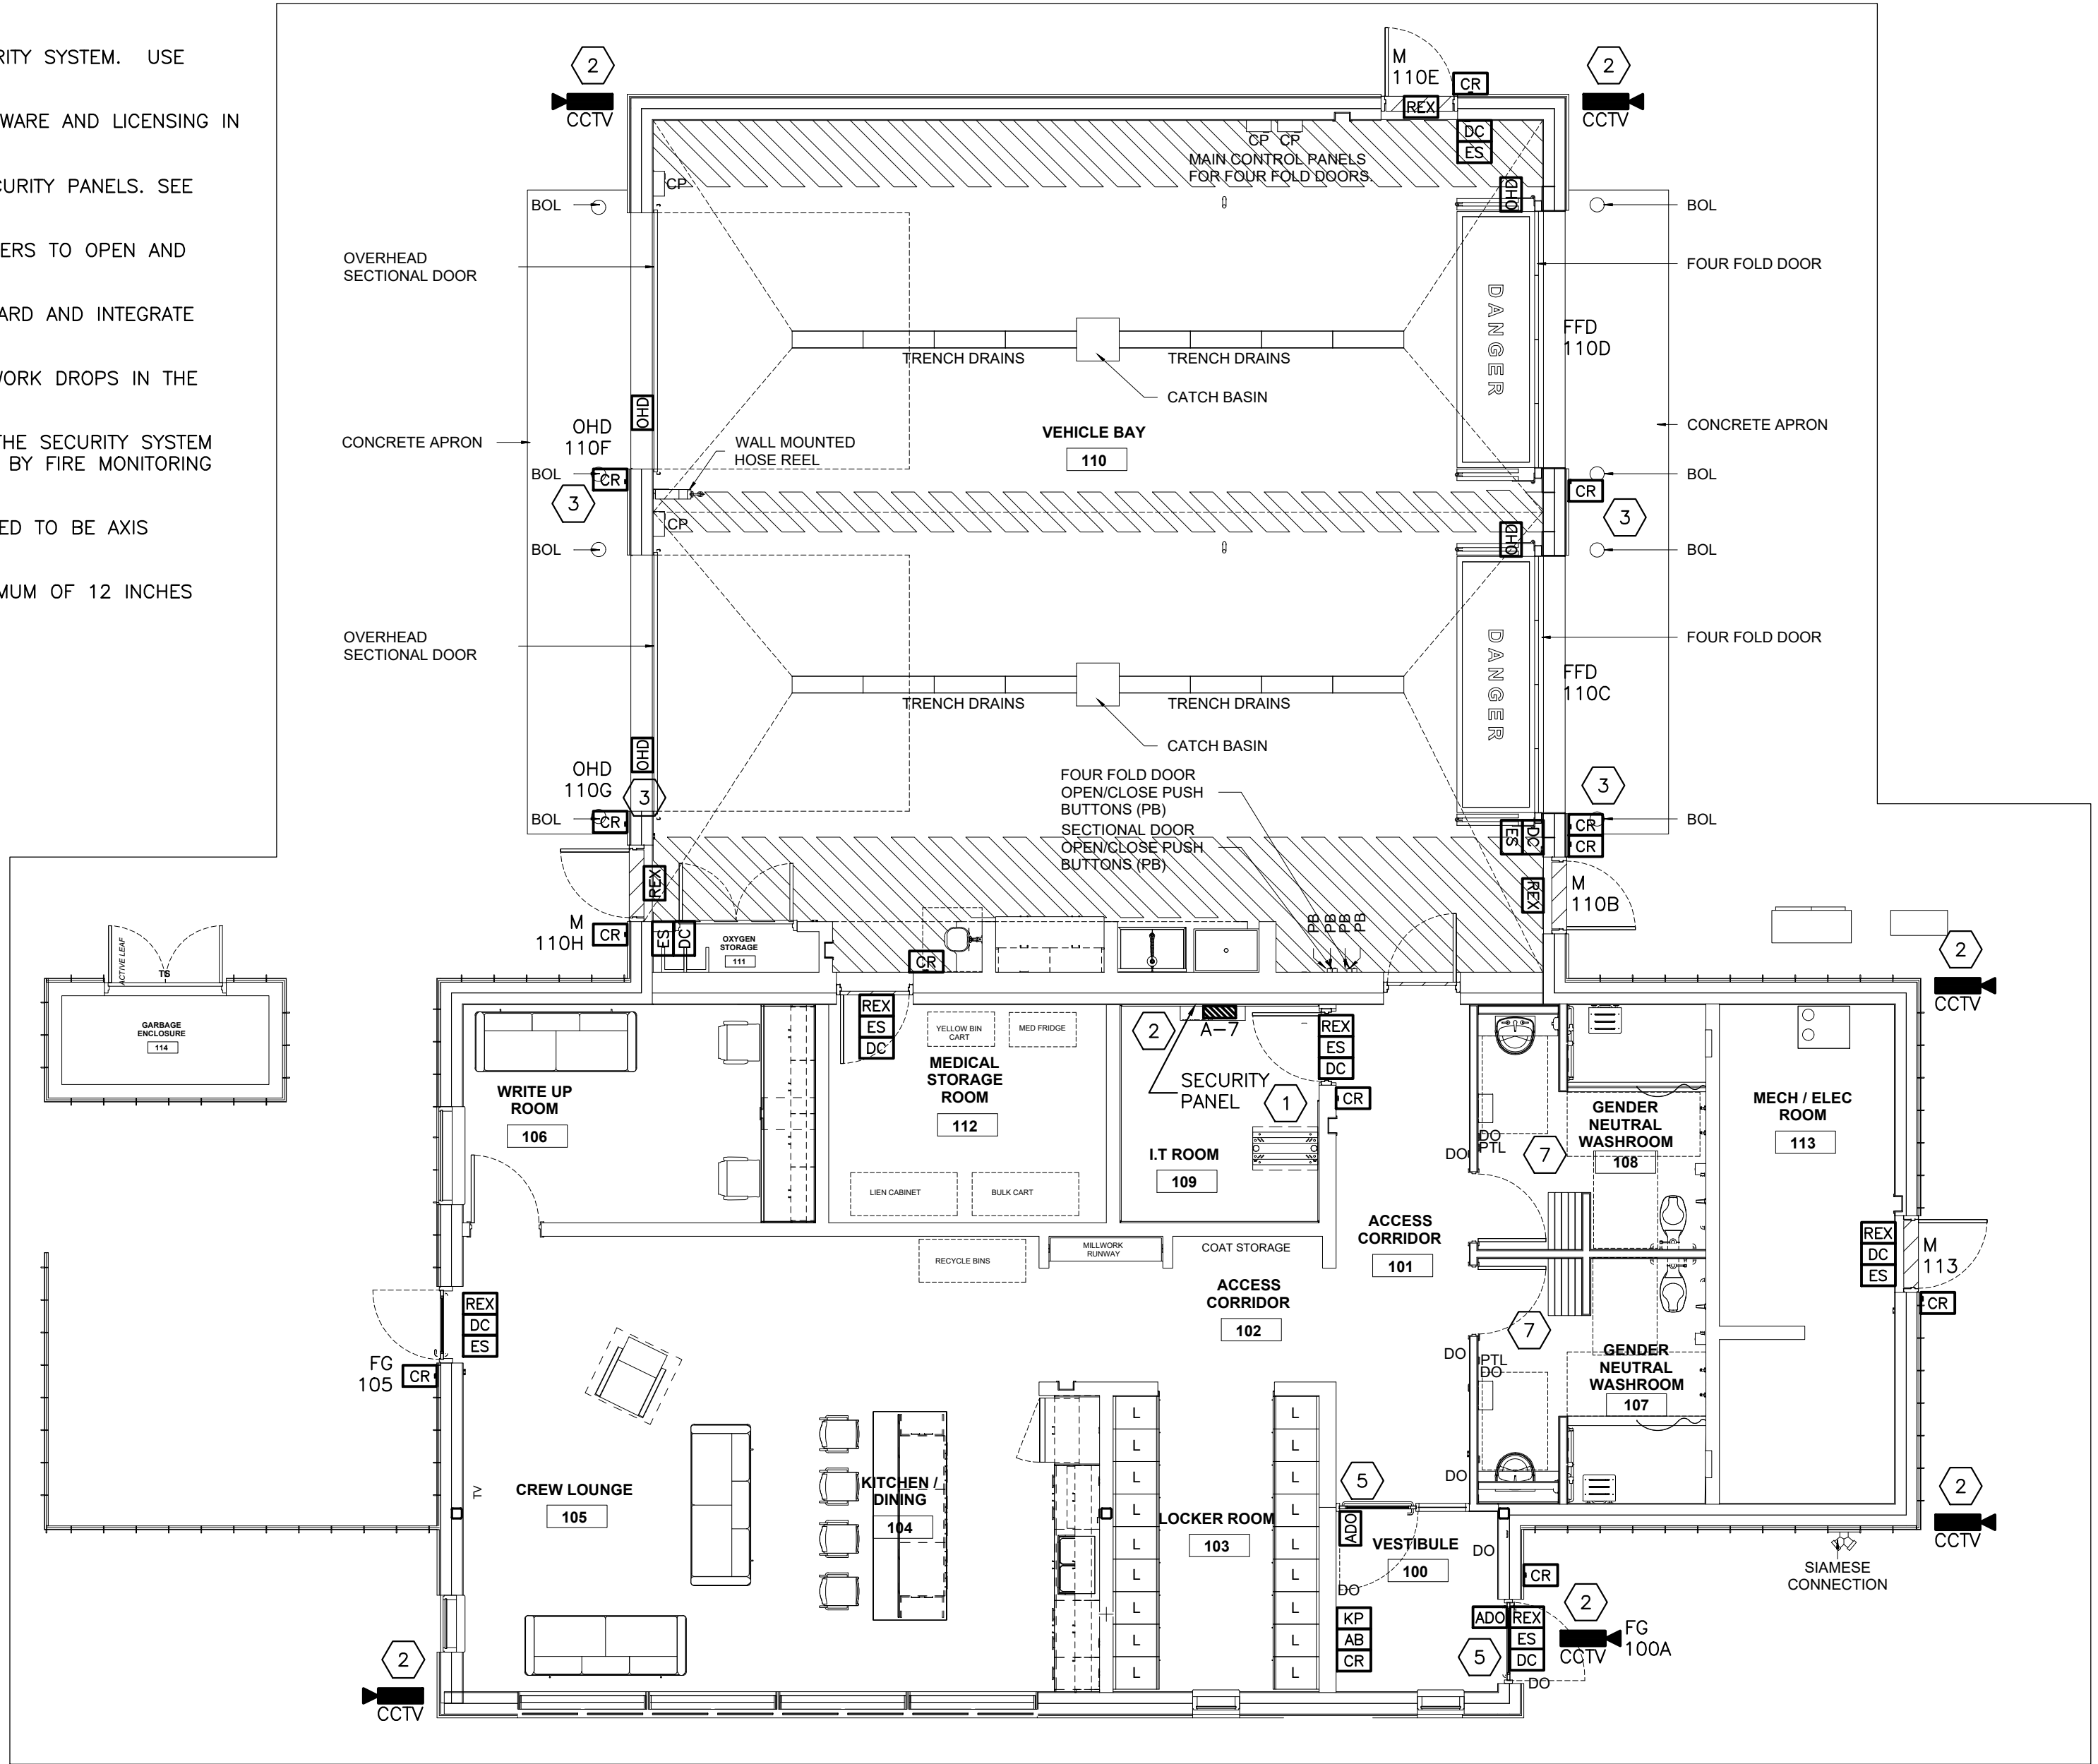 RITY SYSTEM. USE
WARE AND LICENSING IN
CURITY PANELS. SEE
ERS TO OPEN AND
ARD AND INTEGRATE
WORK DROPS IN THE
THE SECURITY SYSTEM
BY FIRE MONITORING
ED TO BE AXIS
MUM OF 12 INCHES
2
CCTV
M
110E
CR
REX
2
CCTV
DC
ES
CP CP
MAIN CONTROL PANELS
FOR FOUR FOLD DOORS.
CP
OHD
BOL
BOL
OVERHEAD
SECTIONAL DOOR
FOUR FOLD DOOR
DANGER
FFD
110D
TRENCH DRAINS
TRENCH DRAINS
CATCH BASIN
OHD
OHD
110F
CONCRETE APRON
WALL MOUNTED
HOSE REEL
VEHICLE BAY
110
CONCRETE APRON
BOL
CR
3
BOL
CR
3
CP
OHD
BOL
BOL
OVERHEAD
SECTIONAL DOOR
FOUR FOLD DOOR
DANGER
FFD
110C
TRENCH DRAINS
TRENCH DRAINS
CATCH BASIN
OHD
OHD
110G
3
FOUR FOLD DOOR
OPEN/CLOSE PUSH
BUTTONS (PB)
SECTIONAL DOOR
OPEN/CLOSE PUSH
BUTTONS (PB)
3
BOL
CR
ES
DC
CR
CR
BOL
REX
REX
M
110B
M
110H
CR
ES
DC
OXYGEN
STORAGE
111
CR
PB
PB
PB
PB
2
CCTV
ACTIVE LEAF
TS
GARBAGE
ENCLOSURE
114
REX
ES
DC
YELLOW BIN
CART
MED FRIDGE
2
A-7
REX
ES
DC
CR
SECURITY
PANEL
1
WRITE UP
ROOM
106
MEDICAL
STORAGE
ROOM
112
I.T ROOM
109
LIEN CABINET
BULK CART
DO
PTL
DO
7
GENDER
NEUTRAL
WASHROOM
108
MECH / ELEC
ROOM
113
RECYCLE BINS
MILLWORK
RUNWAY
COAT STORAGE
ACCESS
CORRIDOR
101
ACCESS
CORRIDOR
102
REX
DC
ES
M
113
CR
REX
DC
ES
FG
105
CR
7
DO
PTL
DO
GENDER
NEUTRAL
WASHROOM
107
TV
CREW LOUNGE
105
KITCHEN /
DINING
104
L
L
L
L
L
L
L
L
L
LOCKER ROOM
103
L
L
L
L
L
L
L
L
L
DO
5
ADO
VESTIBULE
100
DO
DO
KP
AB
CR
ADO
REX
ES
DC
5
DO
CR
2
CCTV
FG
100A
2
CCTV
SIAMESE
CONNECTION
2
CCTV